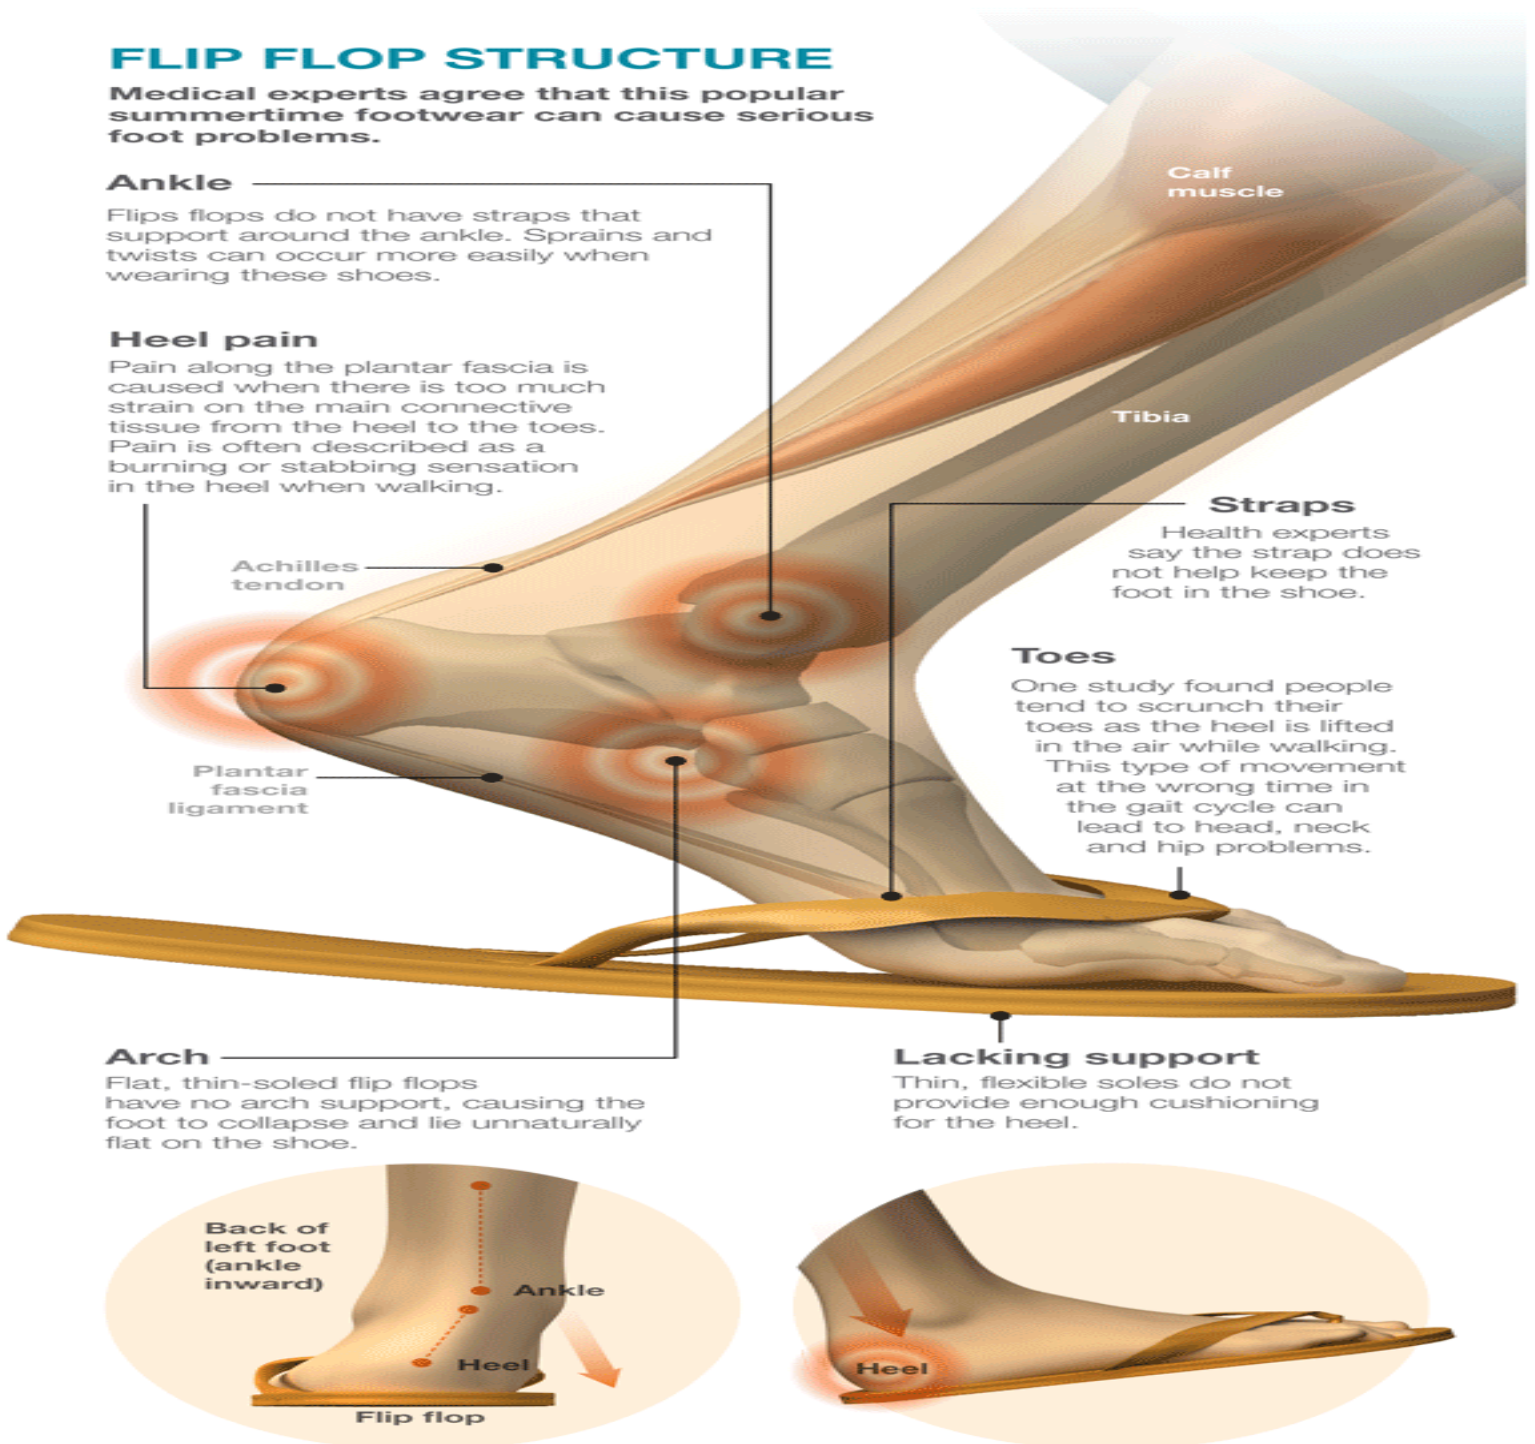 FLIP FLOP STRUCTURE
Medical experts agree that this popular
summertime footwear can cause serious
foot problems.
Ankle
Flips flops do not have straps that
support around the ankle. Sprains and
twists can occur more easily when
wearing these shoes.
Heel pain
Pain along the plantar fascia is
caused when there is too much
strain on the main connective
tissue from the heel to the toes.
Pain is often described as a
burning or stabbing sensation
in the heel when walking.
Calf
muscle
Tibia
Achilles
tendon
Plantar
fascia
ligament
Straps
Health experts
say the strap does
not help keep the
foot in the shoe.
Toes
One study found people
tend to scrunch their
toes as the heel is lifted
in the air while walking.
This type of movement
at the wrong time in
the gait cycle can
lead to head, neck
and hip problems.
Arch
Flat, thin-soled flip flops
have no arch support, causing the
foot to collapse and lie unnaturally
flat on the shoe.
Lacking support
Thin, flexible soles do not
provide enough cushioning
for the heel.
Back of
left foot
(ankle
inward)
Ankle
Heel
Flip flop
Heel